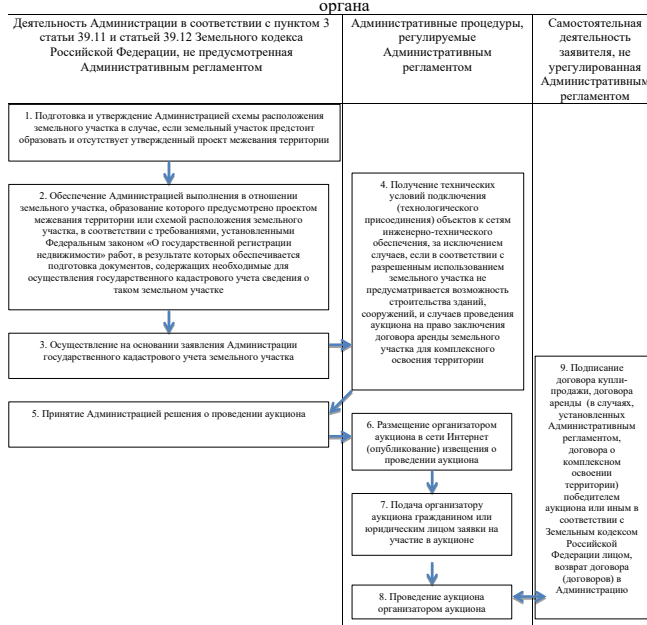 органа
Деятельность Администрации в соответствии с пунктом 3
статьи 39.11 и статьей 39.12 Земельного кодекса
Российской Федерации, не предусмотренная
Административным регламентом
Административные процедуры,
регулируемые
Административным
регламентом
Самостоятельная
деятельность
заявителя, не
урегулированная
Административным
регламентом
1. Подготовка и утверждение Администрацией схемы расположения
земельного участка в случае, если земельный участок предстоит
образовать и отсутствует утвержденный проект межевания территории
2. Обеспечение Администрацией выполнения в отношении
земельного участка, образование которого предусмотрено проектом
межевания территории или схемой расположения земельного
участка, в соответствии с требованиями, установленными
Федеральным законом «О государственной регистрации
недвижимости» работ, в результате которых обеспечивается
подготовка документов, содержащих необходимые для
осуществления государственного кадастрового учета сведения о
таком земельном участке
3. Осуществление на основании заявления Администрации
государственного кадастрового учета земельного участка
4. Получение технических
условий подключения
(технологического
присоединения) объектов к сетям
инженерно-технического
обеспечения, за исключением
случаев, если в соответствии с
разрешенным использованием
земельного участка не
предусматривается возможность
строительства зданий,
сооружений, и случаев проведения
аукциона на право заключения
договора аренды земельного
участка для комплексного
освоения территории
5. Принятие Администрацией решения о проведении аукциона
6. Размещение организатором
аукциона в сети Интернет
(опубликование) извещения о
проведении аукциона
7. Подача организатору
аукциона гражданином или
юридическим лицом заявки на
участие в аукционе
8. Проведение аукциона
организатором аукциона
9. Подписание
договора купли-
продажи, договора
аренды (в случаях,
установленных
Административным
регламентом,
договора о
комплексном
освоении
территории)
победителем
аукциона или иным в
соответствии с
Земельным кодексом
Российской
Федерации лицом,
возврат договора
(договоров) в
Администрацию